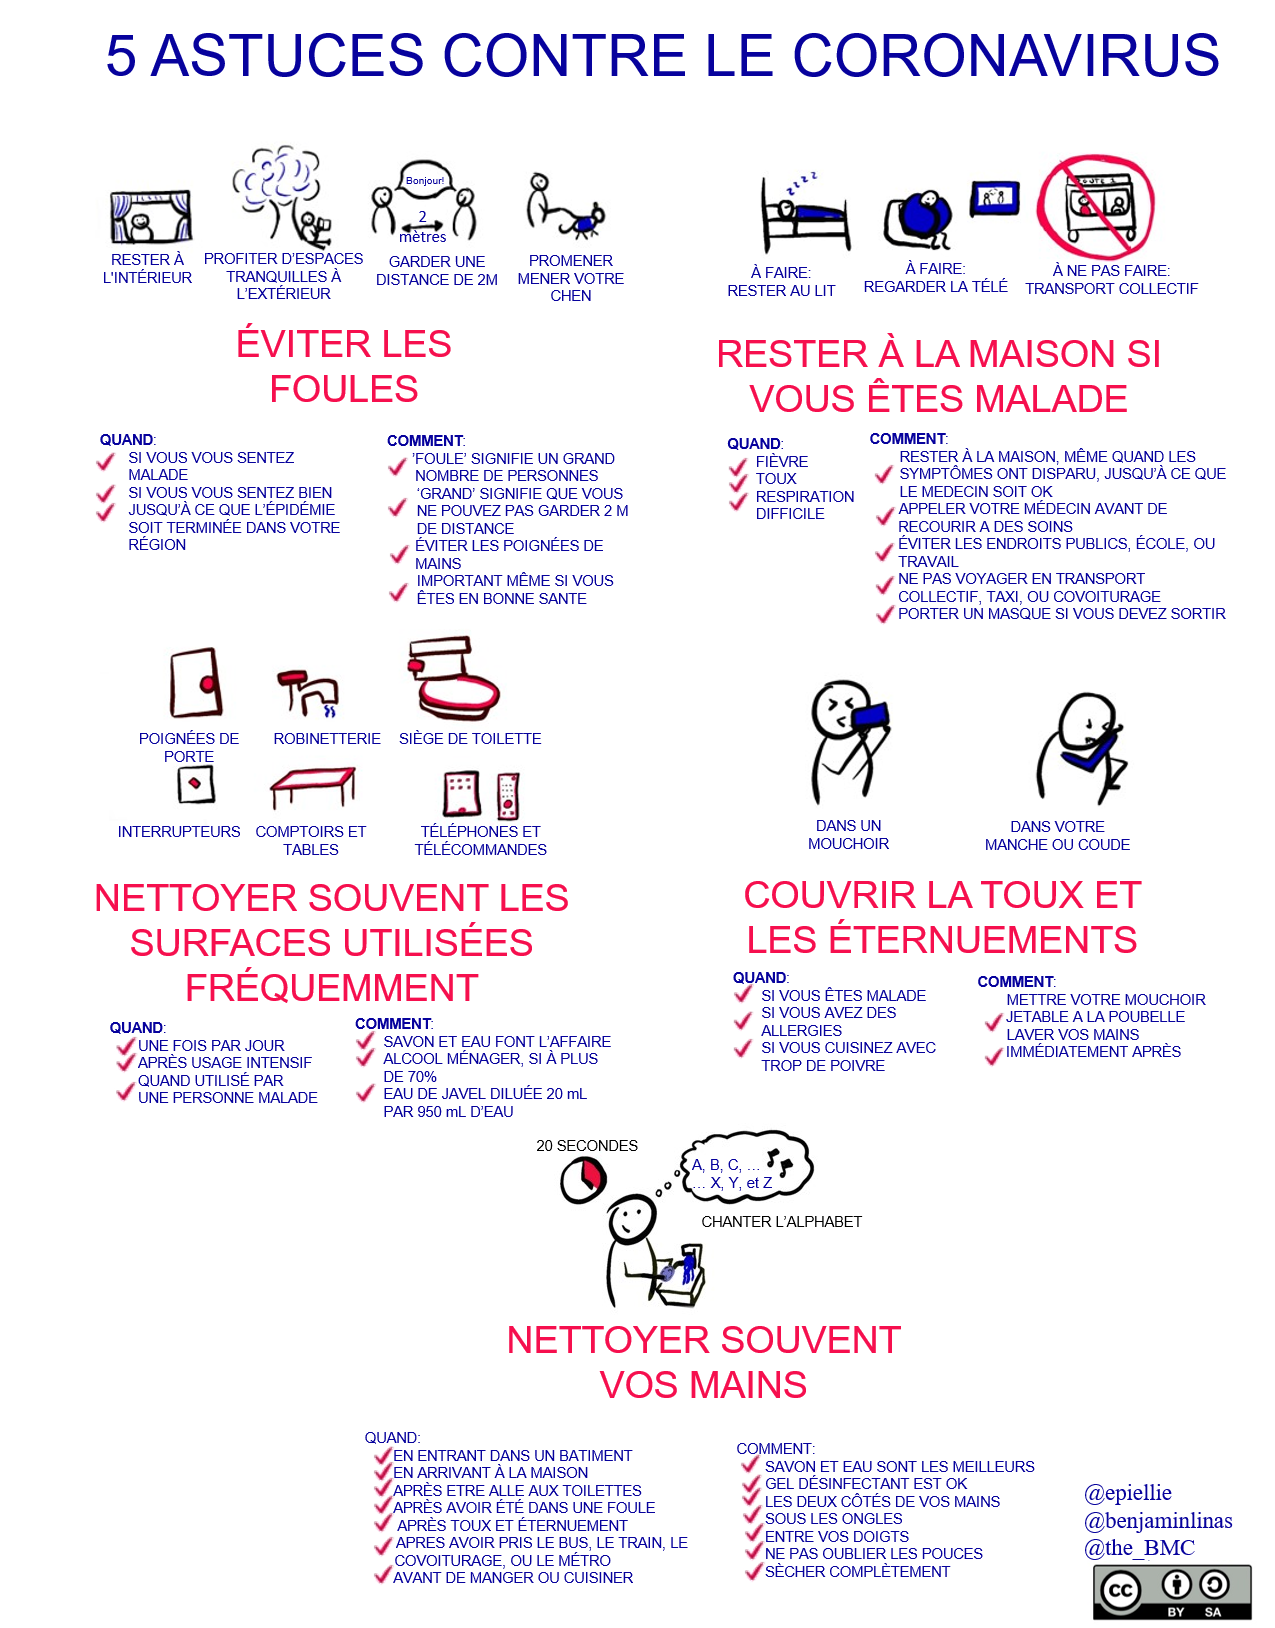 5 ASTUCES CONTRE LE CORONAVIRUS
Bonjour!
2
mètres
RESTER À
L'INTÉRIEUR
PROFITER D'ESPACES
TRANQUILLES À
L'EXTÉRIEUR
GARDER UNE
DISTANCE DE 2M
PROMENER
MENER VOTRE
CHEN
ÉVITER LES
FOULES
QUAND:
SI VOUS VOUS SENTEZ
MALADE
SI VOUS VOUS SENTEZ BIEN
JUSQU'À CE QUE L'ÉPIDÉMIE
SOIT TERMINÉE DANS VOTRE
RÉGION
COMMENT:
'FOULE' SIGNIFIE UN GRAND
NOMBRE DE PERSONNES
'GRAND' SIGNIFIE QUE VOUS
NE POUVEZ PAS GARDER 2 M
DE DISTANCE
ÉVITER LES POIGNÉES DE
MAINS
IMPORTANT MÊME SI VOUS
ÊTES EN BONNE SANTE
zzzz
ROUTE 1
À FAIRE:
RESTER AU LIT
À FAIRE:
REGARDER LA TÉLÉ
À NE PAS FAIRE:
TRANSPORT COLLECTIF
RESTER À LA MAISON SI
VOUS ÊTES MALADE
QUAND:
FIÈVRE
TOUX
RESPIRATION
DIFFICILE
COMMENT:
RESTER À LA MAISON, MÊME QUAND LES
SYMPTÔMES ONT DISPARU, JUSQU'À CE QUE
LE MEDECIN SOIT OK
APPELER VOTRE MÉDECIN AVANT DE
RECOURIR A DES SOINS
ÉVITER LES ENDROITS PUBLICS, ÉCOLE, OU
TRAVAIL
NE PAS VOYAGER EN TRANSPORT
COLLECTIF, TAXI, OU COVOITURAGE
PORTER UN MASQUE SI VOUS DEVEZ SORTIR
POIGNÉES DE
PORTE
ROBINETTERIE
SIÈGE DE TOILETTE
INTERRUPTEURS
COMPTOIRS ET
TABLES
TÉLÉPHONES ET
TÉLÉCOMMANDES
NETTOYER SOUVENT LES
SURFACES UTILISÉES
FRÉQUEMMENT
QUAND:
UNE FOIS PAR JOUR
APRÈS USAGE INTENSIF
QUAND UTILISÉ PAR
UNE PERSONNE MALADE
COMMENT:
SAVON ET EAU FONT L'AFFAIRE
ALCOOL MÉNAGER, SI À PLUS
DE 70%
EAU DE JAVEL DILUÉE 20 mL
PAR 950 mL D'EAU
DANS UN
MOUCHOIR
DANS VOTRE
MANCHE OU COUDE
COUVRIR LA TOUX ET
LES ÉTERNUEMENTS
QUAND:
SI VOUS ÊTES MALADE
SI VOUS AVEZ DES
ALLERGIES
SI VOUS CUISINEZ AVEC
TROP DE POIVRE
COMMENT:
METTRE VOTRE MOUCHOIR
JETABLE A LA POUBELLE
LAVER VOS MAINS
IMMÉDIATEMENT APRÈS
20 SECONDES
A, B, C, ...
... X, Y, et Z
CHANTER L'ALPHABET
NETTOYER SOUVENT
VOS MAINS
QUAND:
EN ENTRANT DANS UN BATIMENT
EN ARRIVANT À LA MAISON
APRÈS ETRE ALLE AUX TOILETTES
APRÈS AVOIR ÉTÉ DANS UNE FOULE
APRÈS TOUX ET ÉTERNUEMENT
APRES AVOIR PRIS LE BUS, LE TRAIN, LE
COVOITURAGE, OU LE MÉTRO
AVANT DE MANGER OU CUISINER
COMMENT:
SAVON ET EAU SONT LES MEILLEURS
GEL DÉSINFECTANT EST OK
LES DEUX CÔTÉS DE VOS MAINS
SOUS LES ONGLES
ENTRE VOS DOIGTS
NE PAS OUBLIER LES POUCES
SÈCHER COMPLÈTEMENT
@epiellie
@benjaminlinas
@the_BMC
cc
BY SA